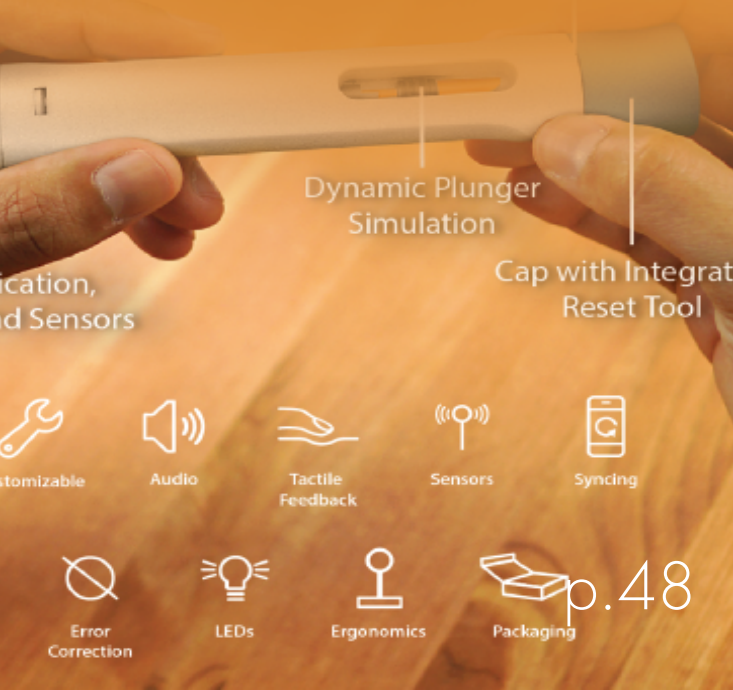 Dynamic Plunger
Simulation
Cap with Integrat
Reset Tool
ication,
d Sensors
stomizable
Audio
Tactile
Feedback
Sensors
Syncing
Error
Correction
LEDs
Ergonomics
Packaging
p.48